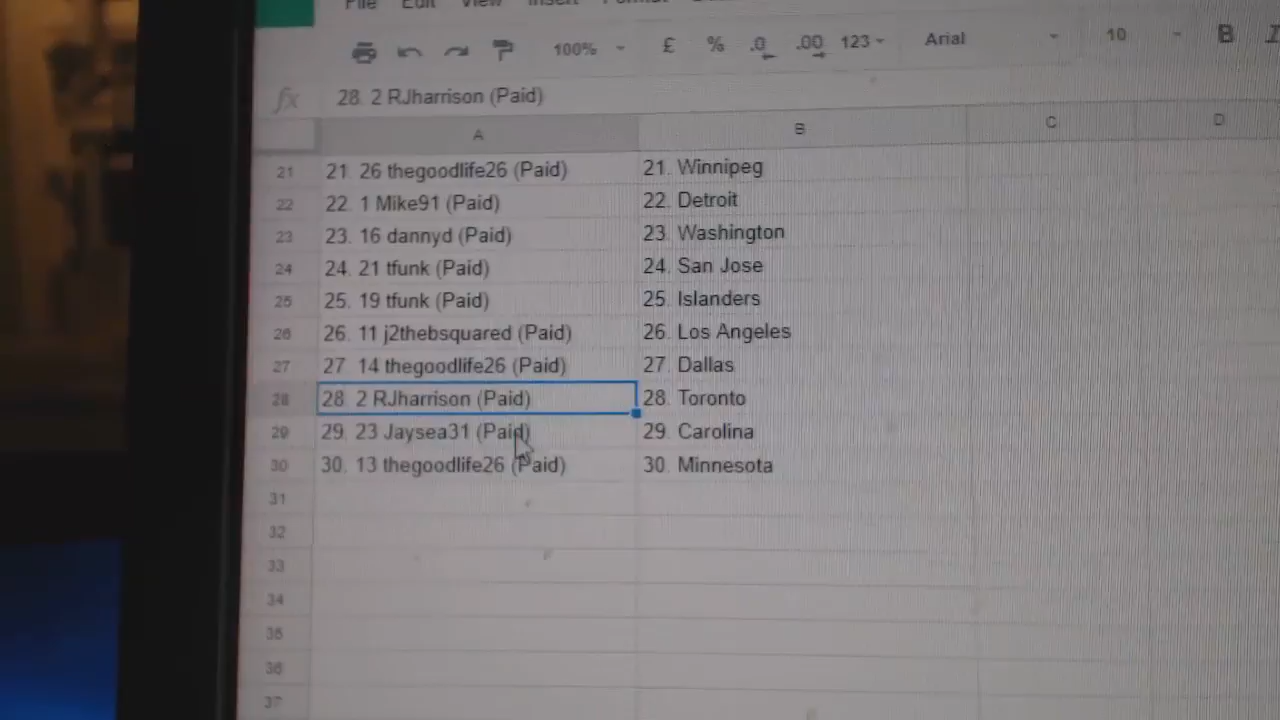 File Edit View Insert Format
100% £ % .0 .00 123 Arial 10 B I
fx 28. 2 RJharrison (Paid)
A B C D
21 21. 26 thegoodlife26 (Paid) 21. Winnipeg
22 22. 1 Mike91 (Paid) 22. Detroit
23 23. 16 dannyd (Paid) 23. Washington
24 24. 21 tfunk (Paid) 24. San Jose
25 25. 19 tfunk (Paid) 25. Islanders
26 26. 11 j2thebsquared (Paid) 26. Los Angeles
27 27. 14 thegoodlife26 (Paid) 27. Dallas
28 28. 2 RJharrison (Paid) 28. Toronto
29 29. 23 Jaysea31 (Paid) 29. Carolina
30 30. 13 thegoodlife26 (Paid) 30. Minnesota
31
32
33
34
35
36
37